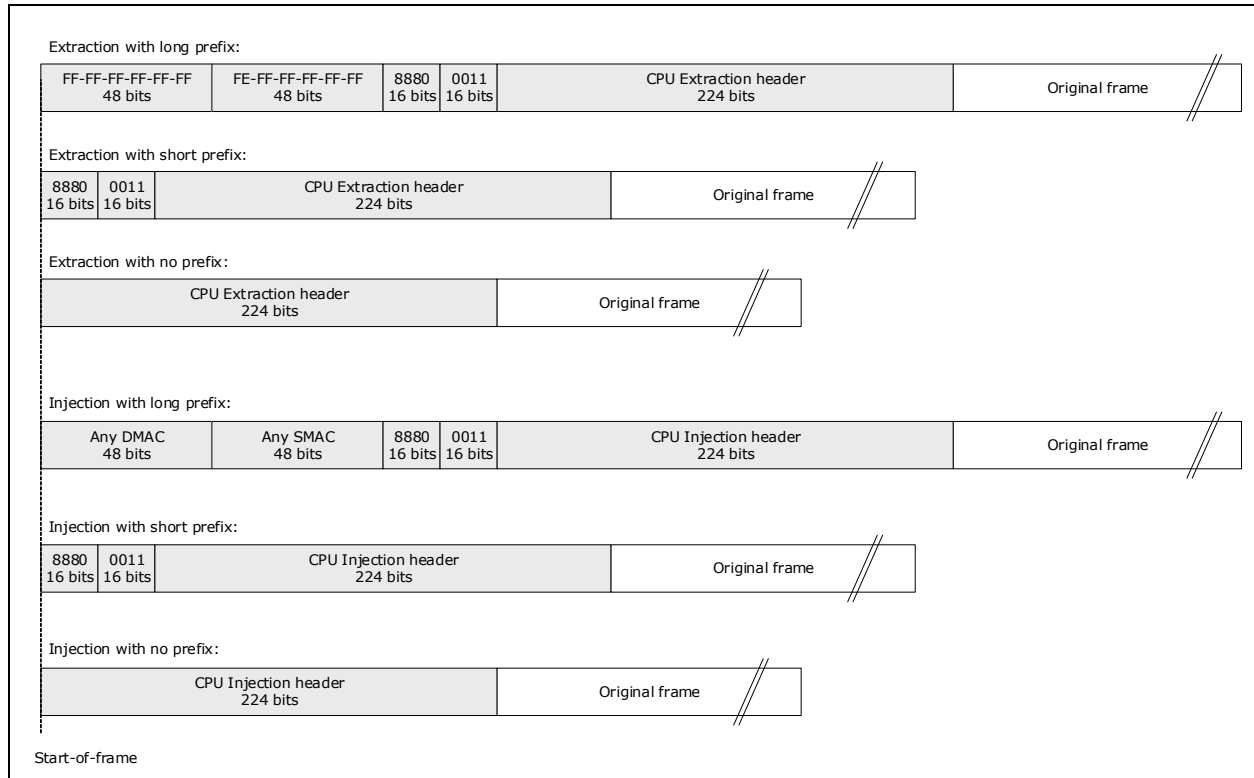 Extraction with long prefix:
FF-FF-FF-FF-FF-FF FE-FF-FF-FF-FF-FF 8880 0011 CPU Extraction header Original frame
48 bits 48 bits 16 bits 16 bits 224 bits
Extraction with short prefix:
8880 0011 CPU Extraction header Original frame
16 bits 16 bits 224 bits
Extraction with no prefix:
CPU Extraction header Original frame
224 bits
Injection with long prefix:
Any DMAC Any SMAC 8880 0011 CPU Injection header Original frame
48 bits 48 bits 16 bits 16 bits 224 bits
Injection with short prefix:
8880 0011 CPU Injection header Original frame
16 bits 16 bits 224 bits
Injection with no prefix:
CPU Injection header Original frame
224 bits
Start-of-frame